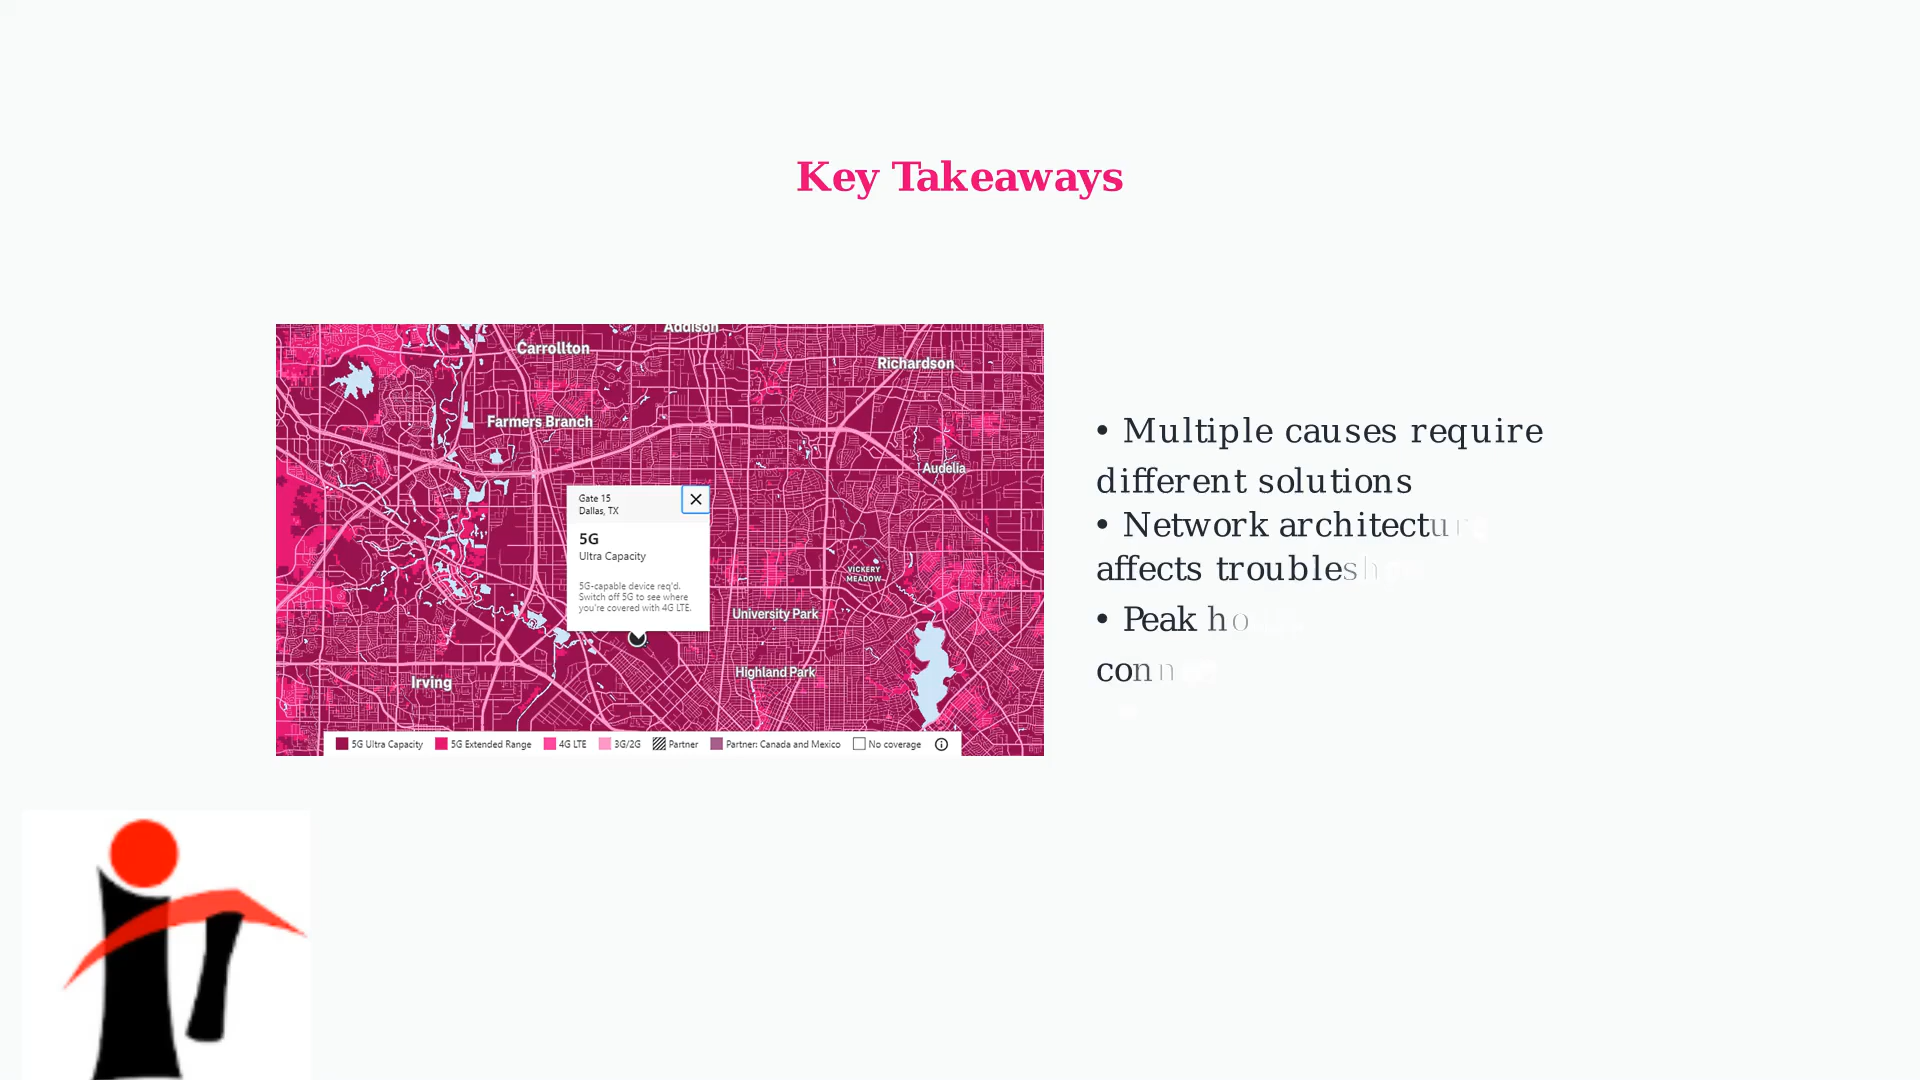 Key Takeaways
Addison
Carrollton
Richardson
Farmers Branch
Audelia
Gate 15
Dallas, TX
5G
Ultra Capacity
5G-capable device req'd.
Switch off 5G to see where
you're covered with 4G LTE.
VICKERY
MEADOW
University Park
Highland Park
Irving
5G Ultra Capacity 5G Extended Range 4G LTE 3G/2G Partner Partner: Canada and Mexico No coverage
• Multiple causes require
different solutions
• Network architectur
affects troublesh
• Peak ho
conn